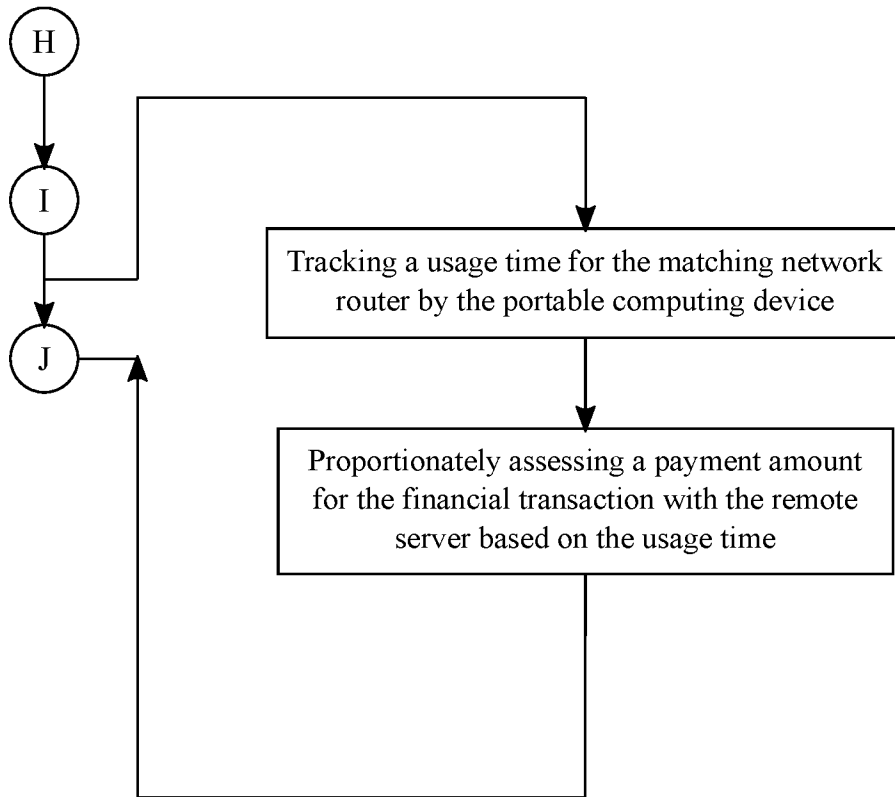 H
I
J
Tracking a usage time for the matching network
router by the portable computing device
Proportionately assessing a payment amount
for the financial transaction with the remote
server based on the usage time